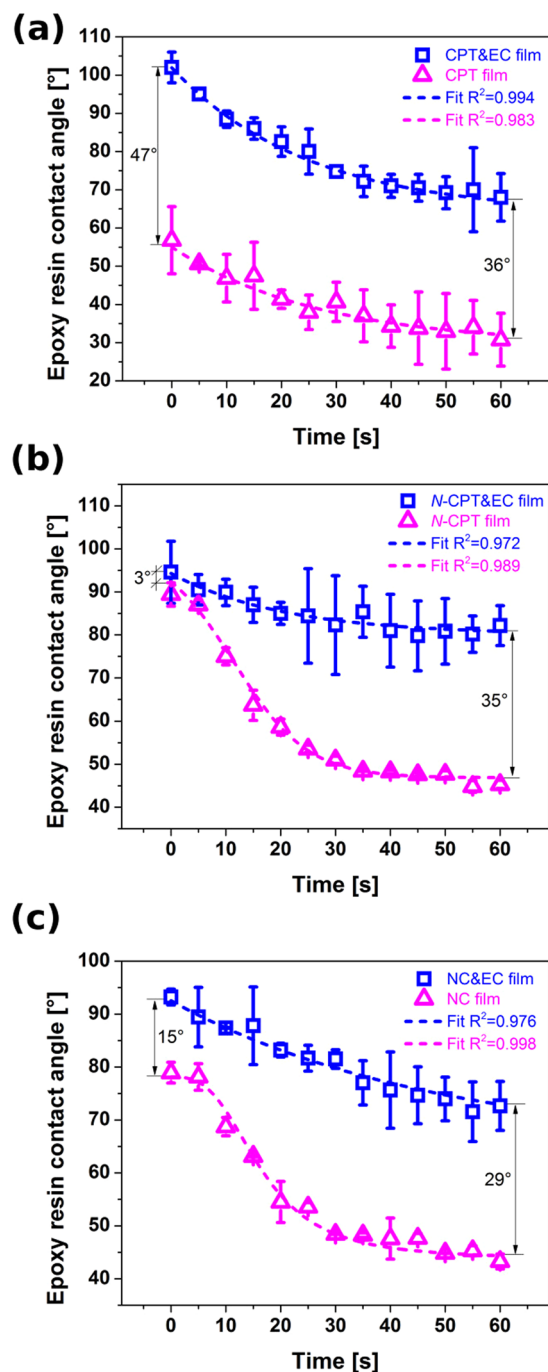 (a)
110
100
90
80
70
60
50
40
30
20
Epoxy resin contact angle [°]
CPT&EC film
CPT film
Fit R²=0.994
Fit R²=0.983
47°
36°
0 10 20 30 40 50 60
Time [s]
(b)
110
100
90
80
70
60
50
40
Epoxy resin contact angle [°]
N-CPT&EC film
N-CPT film
Fit R²=0.972
Fit R²=0.989
3°
35°
0 10 20 30 40 50 60
Time [s]
(c)
100
90
80
70
60
50
40
Epoxy resin contact angle [°]
NC&EC film
NC film
Fit R²=0.976
Fit R²=0.998
15°
29°
0 10 20 30 40 50 60
Time [s]